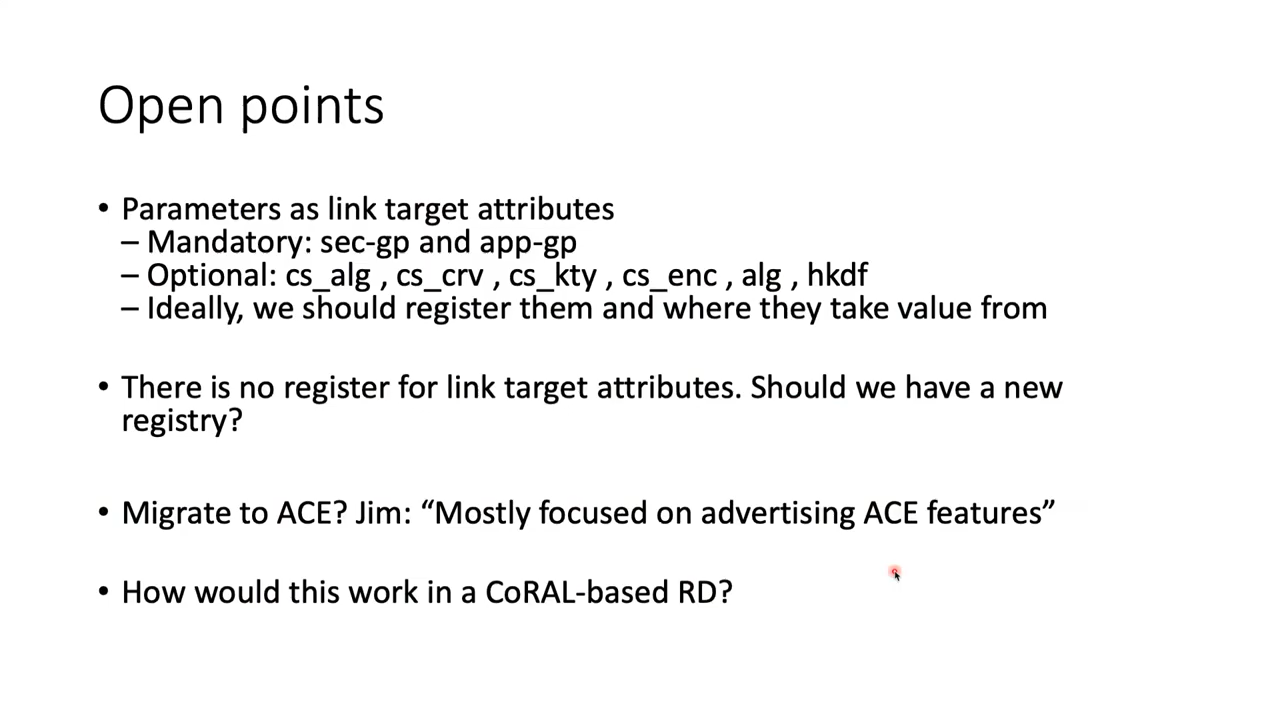 Open points
• Parameters as link target attributes
– Mandatory: sec-gp and app-gp
– Optional: cs_alg , cs_crv , cs_kty , cs_enc , alg , hkdf
– Ideally, we should register them and where they take value from
• There is no register for link target attributes. Should we have a new
registry?
• Migrate to ACE? Jim: “Mostly focused on advertising ACE features”
• How would this work in a CoRAL-based RD?